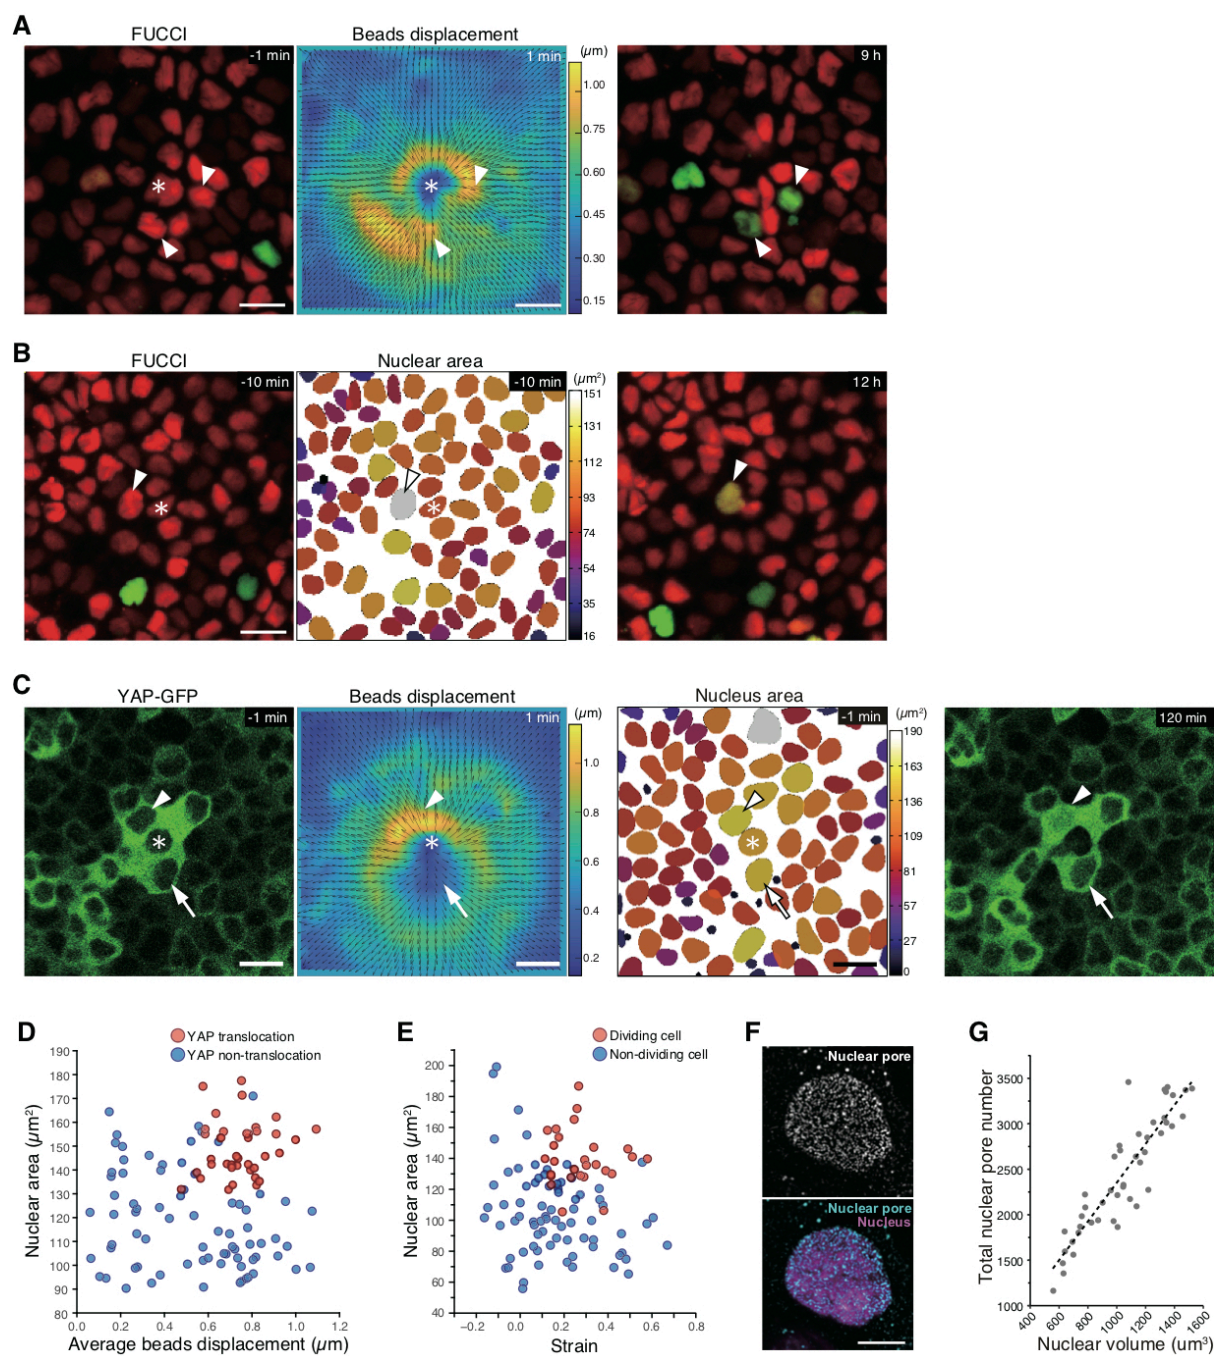 A
FUCCI
Beads displacement
-1 min
1 min
(µm)
1.00
0.75
0.60
0.45
0.30
0.15
9 h
*
*
B
FUCCI
Nuclear area
-10 min
-10 min
(µm²)
151
131
112
93
74
54
35
16
12 h
*
*
C
YAP-GFP
Beads displacement
Nucleus area
-1 min
1 min
(µm)
1.0
0.8
0.6
0.4
0.2
-1 min
(µm²)
190
163
136
109
81
57
27
0
120 min
*
*
*
D
YAP translocation
YAP non-translocation
Nuclear area (µm²)
190
180
170
160
150
140
130
120
110
100
90
80
0.0 0.2 0.4 0.6 0.8 1.0 1.2
Average beads displacement (µm)
E
Dividing cell
Non-dividing cell
Nuclear area (µm²)
200
180
160
140
120
100
80
60
40
−0.2 0.0 0.2 0.4 0.6 0.8
Strain
F
Nuclear pore
Nuclear pore
Nucleus
G
Total nuclear pore number
3500
3000
2500
2000
1500
1000
400 600 800 1000 1200 1400 1600
Nuclear volume (um³)